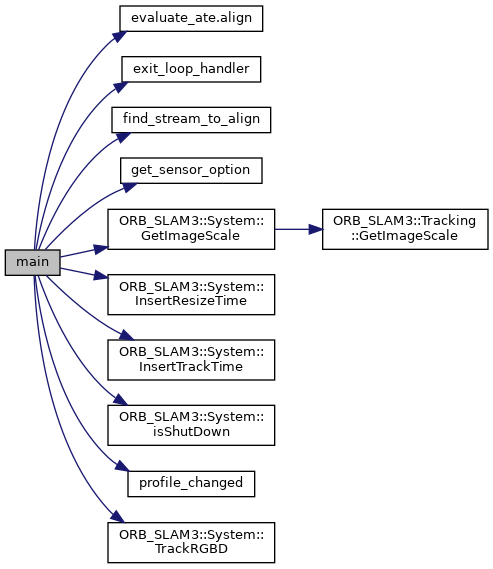 evaluate_ate.align
exit_loop_handler
find_stream_to_align
get_sensor_option
ORB_SLAM3::System::
GetImageScale
ORB_SLAM3::Tracking
::GetImageScale
main
ORB_SLAM3::System::
InsertResizeTime
ORB_SLAM3::System::
InsertTrackTime
ORB_SLAM3::System::
isShutDown
profile_changed
ORB_SLAM3::System::
TrackRGBD